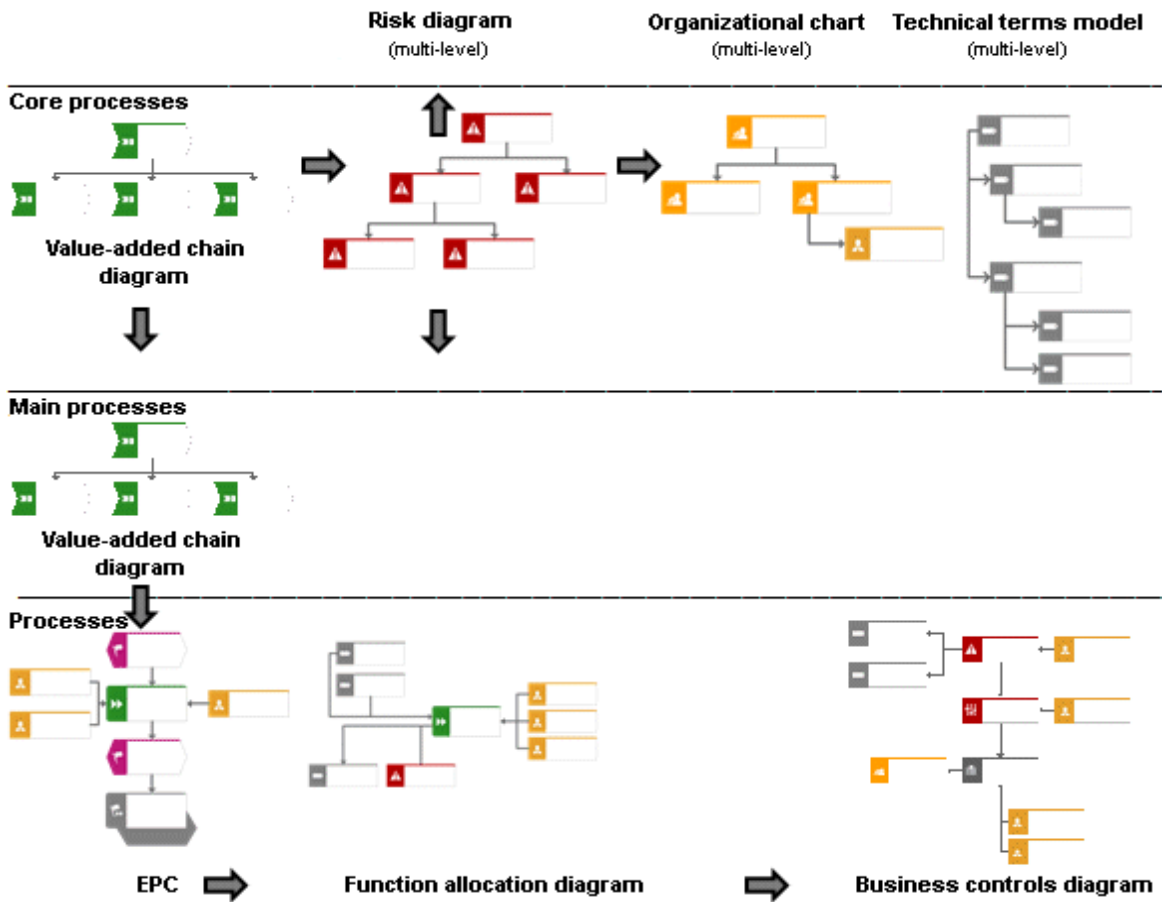 Risk diagram
(multi-level)
Organizational chart
(multi-level)
Technical terms model
(multi-level)
Core processes
Value-added chain
diagram
Main processes
Value-added chain
diagram
Processes
EPC
Function allocation diagram
Business controls diagram